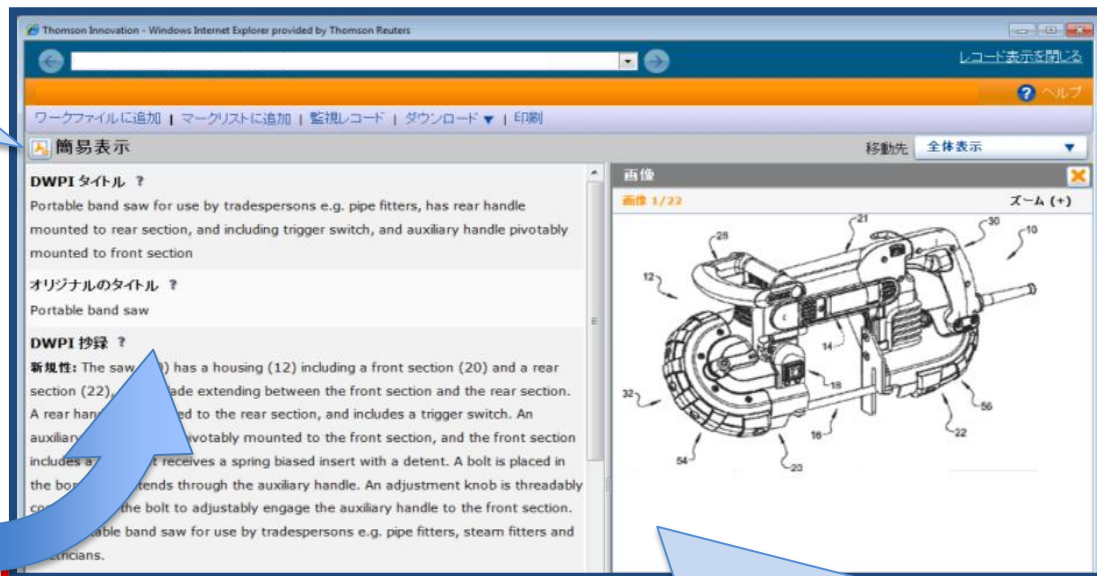 Thomson Innovation - Windows Internet Explorer provided by Thomson Reuters
レコード表示を閉じる
ヘルプ
ワークファイルに追加 | マークリストに追加 | 監視レコード | ダウンロード ▼ | 印刷
簡易表示
移動先 全体表示
DWPI タイトル ?
Portable band saw for use by tradespersons e.g. pipe fitters, has rear handle
mounted to rear section, and including trigger switch, and auxiliary handle pivotably
mounted to front section
オリジナルのタイトル ?
Portable band saw
DWPI 抄録 ?
新規性: The saw has a housing (12) including a front section (20) and a rear
section (22), extending between the front section and the rear section.
A rear to the rear section, and includes a trigger switch. An
auxiliary mounted to the front section, and the front section
includes a receives a spring biased insert with a detent. A bolt is placed in
the through the auxiliary handle. An adjustment knob is threadably
the bolt to adjustably engage the auxiliary handle to the front section.
band saw for use by tradespersons e.g. pipe fitters, steam fitters and
画像
画像 1/22 ズーム (+)
21
30
10
28
12
14
18
32
16
56
22
54
20